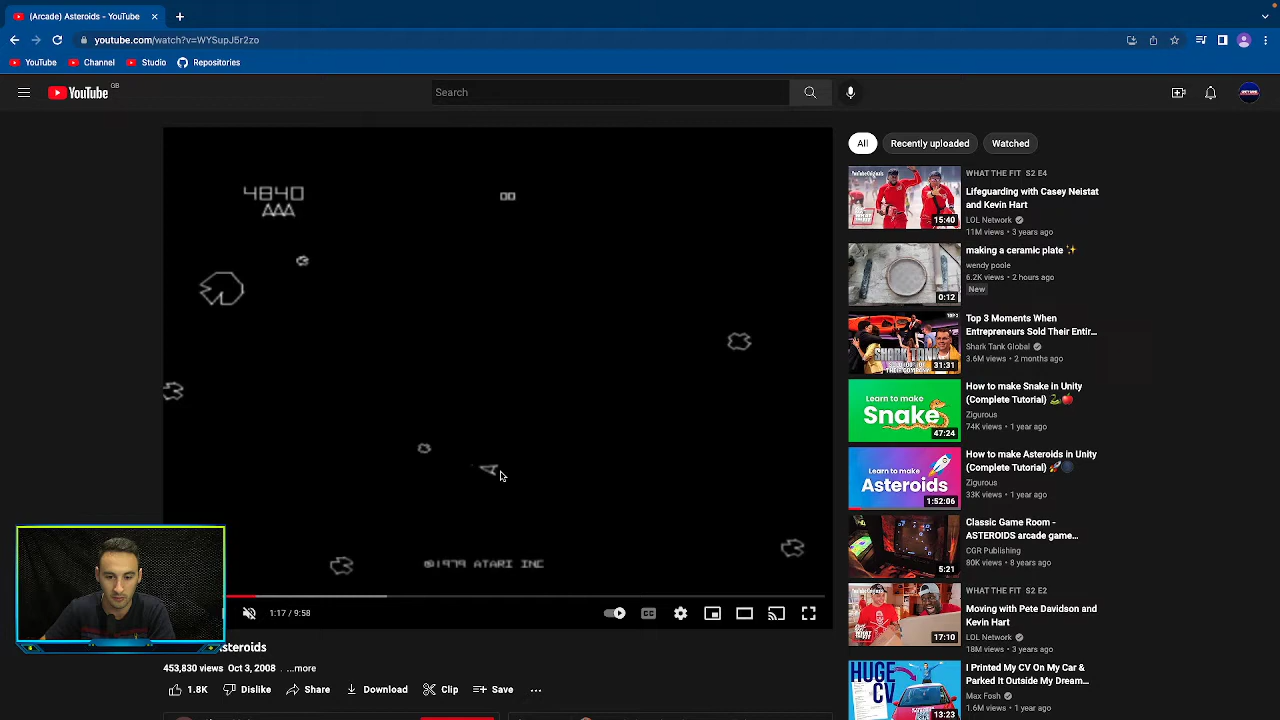 (Arcade) Asteroids - YouTube
youtube.com/watch?v=WYSupJ5r2zo
YouTube
Channel
Studio
Repositories
YouTube
GB
Search
4840
00
AAA
©1979 ATARI INC
1:17 / 9:58
CC
steroids
453,830 views Oct 3, 2008 ...more
1.8K
Dislike
Share
Download
Clip
Save
All
Recently uploaded
Watched
15:40
WHAT THE FIT S2 E4
Lifeguarding with Casey Neistat and
Kevin Hart
LOL Network
11M views • 3 years ago
0:12
making a ceramic plate
wendy poole
6.2K views • 2 hours ago
New
SHARK TANK
31:31
Top 3 Moments When
Entrepreneurs Sold Their Entir...
Shark Tank Global
3.6M views • 2 months ago
Learn to make
Snake
47:24
How to make Snake in Unity
(Complete Tutorial)
Zigurous
74K views • 1 year ago
Learn to make
Asteroids
1:52:06
How to make Asteroids in Unity
(Complete Tutorial)
Zigurous
33K views • 1 year ago
5:21
Classic Game Room -
ASTEROIDS arcade game...
CGR Publishing
80K views • 8 years ago
17:10
WHAT THE FIT S2 E2
Moving with Pete Davidson and
Kevin Hart
LOL Network
18M views • 3 years ago
HUGE
CV
13:23
I Printed My CV On My Car &
Parked It Outside My Dream...
Max Fosh
1.6M views • 1 year ago